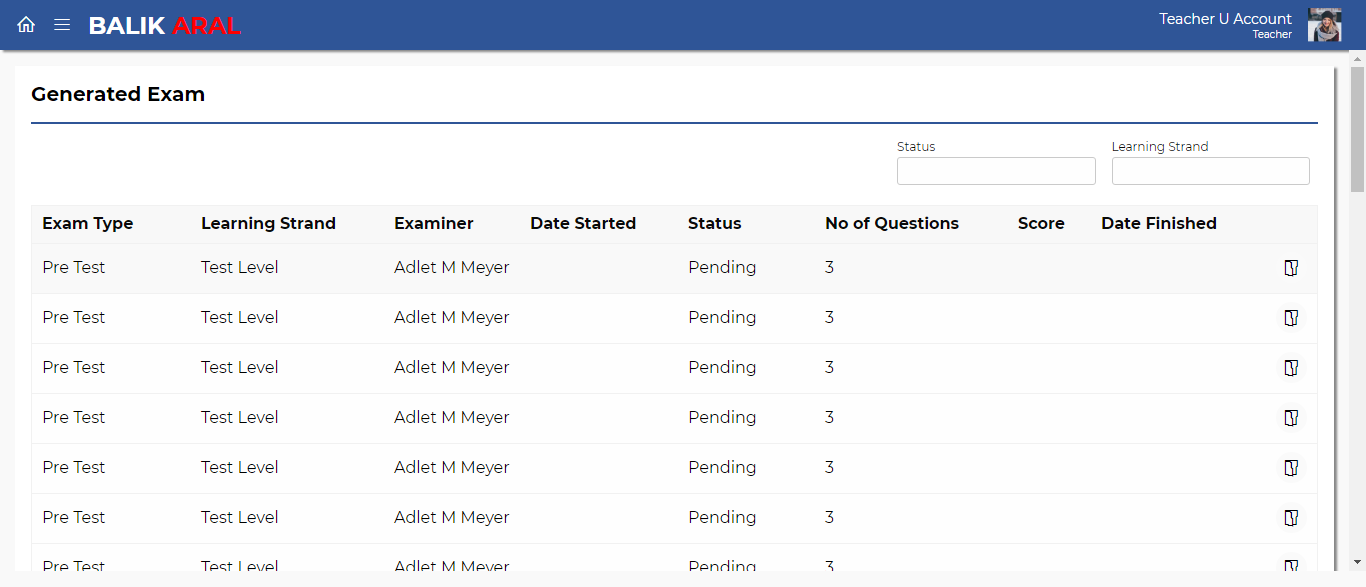 BALIK ARAL
Teacher U Account
Teacher
Generated Exam
Status
Learning Strand
Exam Type Learning Strand Examiner Date Started Status No of Questions Score Date Finished
Pre Test Test Level Adlet M Meyer Pending 3
Pre Test Test Level Adlet M Meyer Pending 3
Pre Test Test Level Adlet M Meyer Pending 3
Pre Test Test Level Adlet M Meyer Pending 3
Pre Test Test Level Adlet M Meyer Pending 3
Pre Test Test Level Adlet M Meyer Pending 3
Pre Test Test Level Adlet M Meyer Pending 3